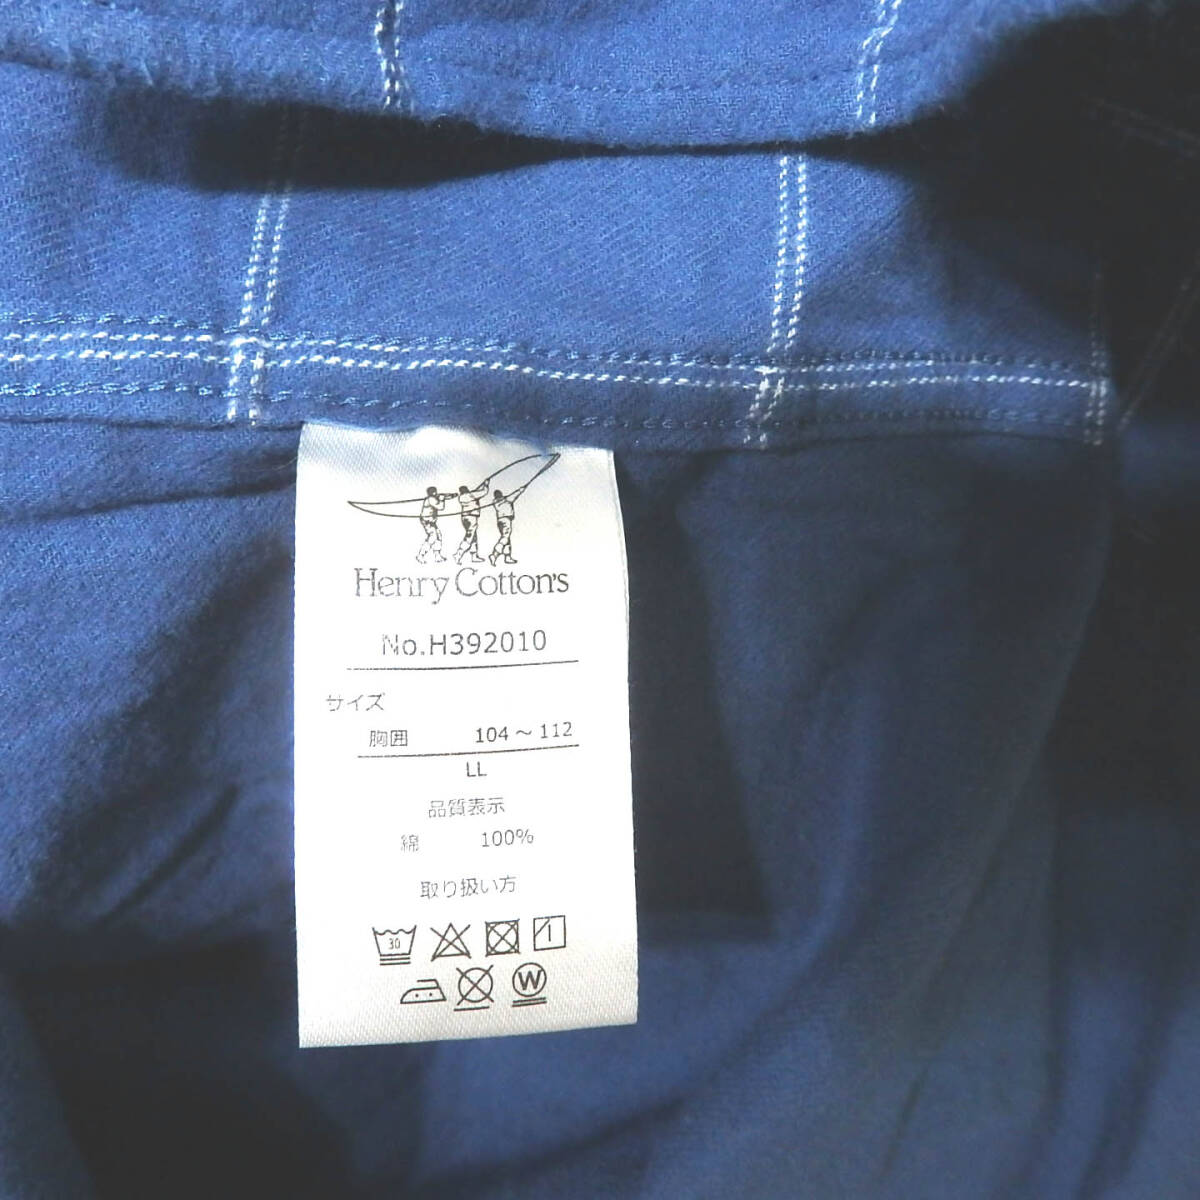 Henry Cotton's
No.H392010
サイズ
胸囲 104～112
LL
品質表示
綿 100%
取り扱い方
30
W